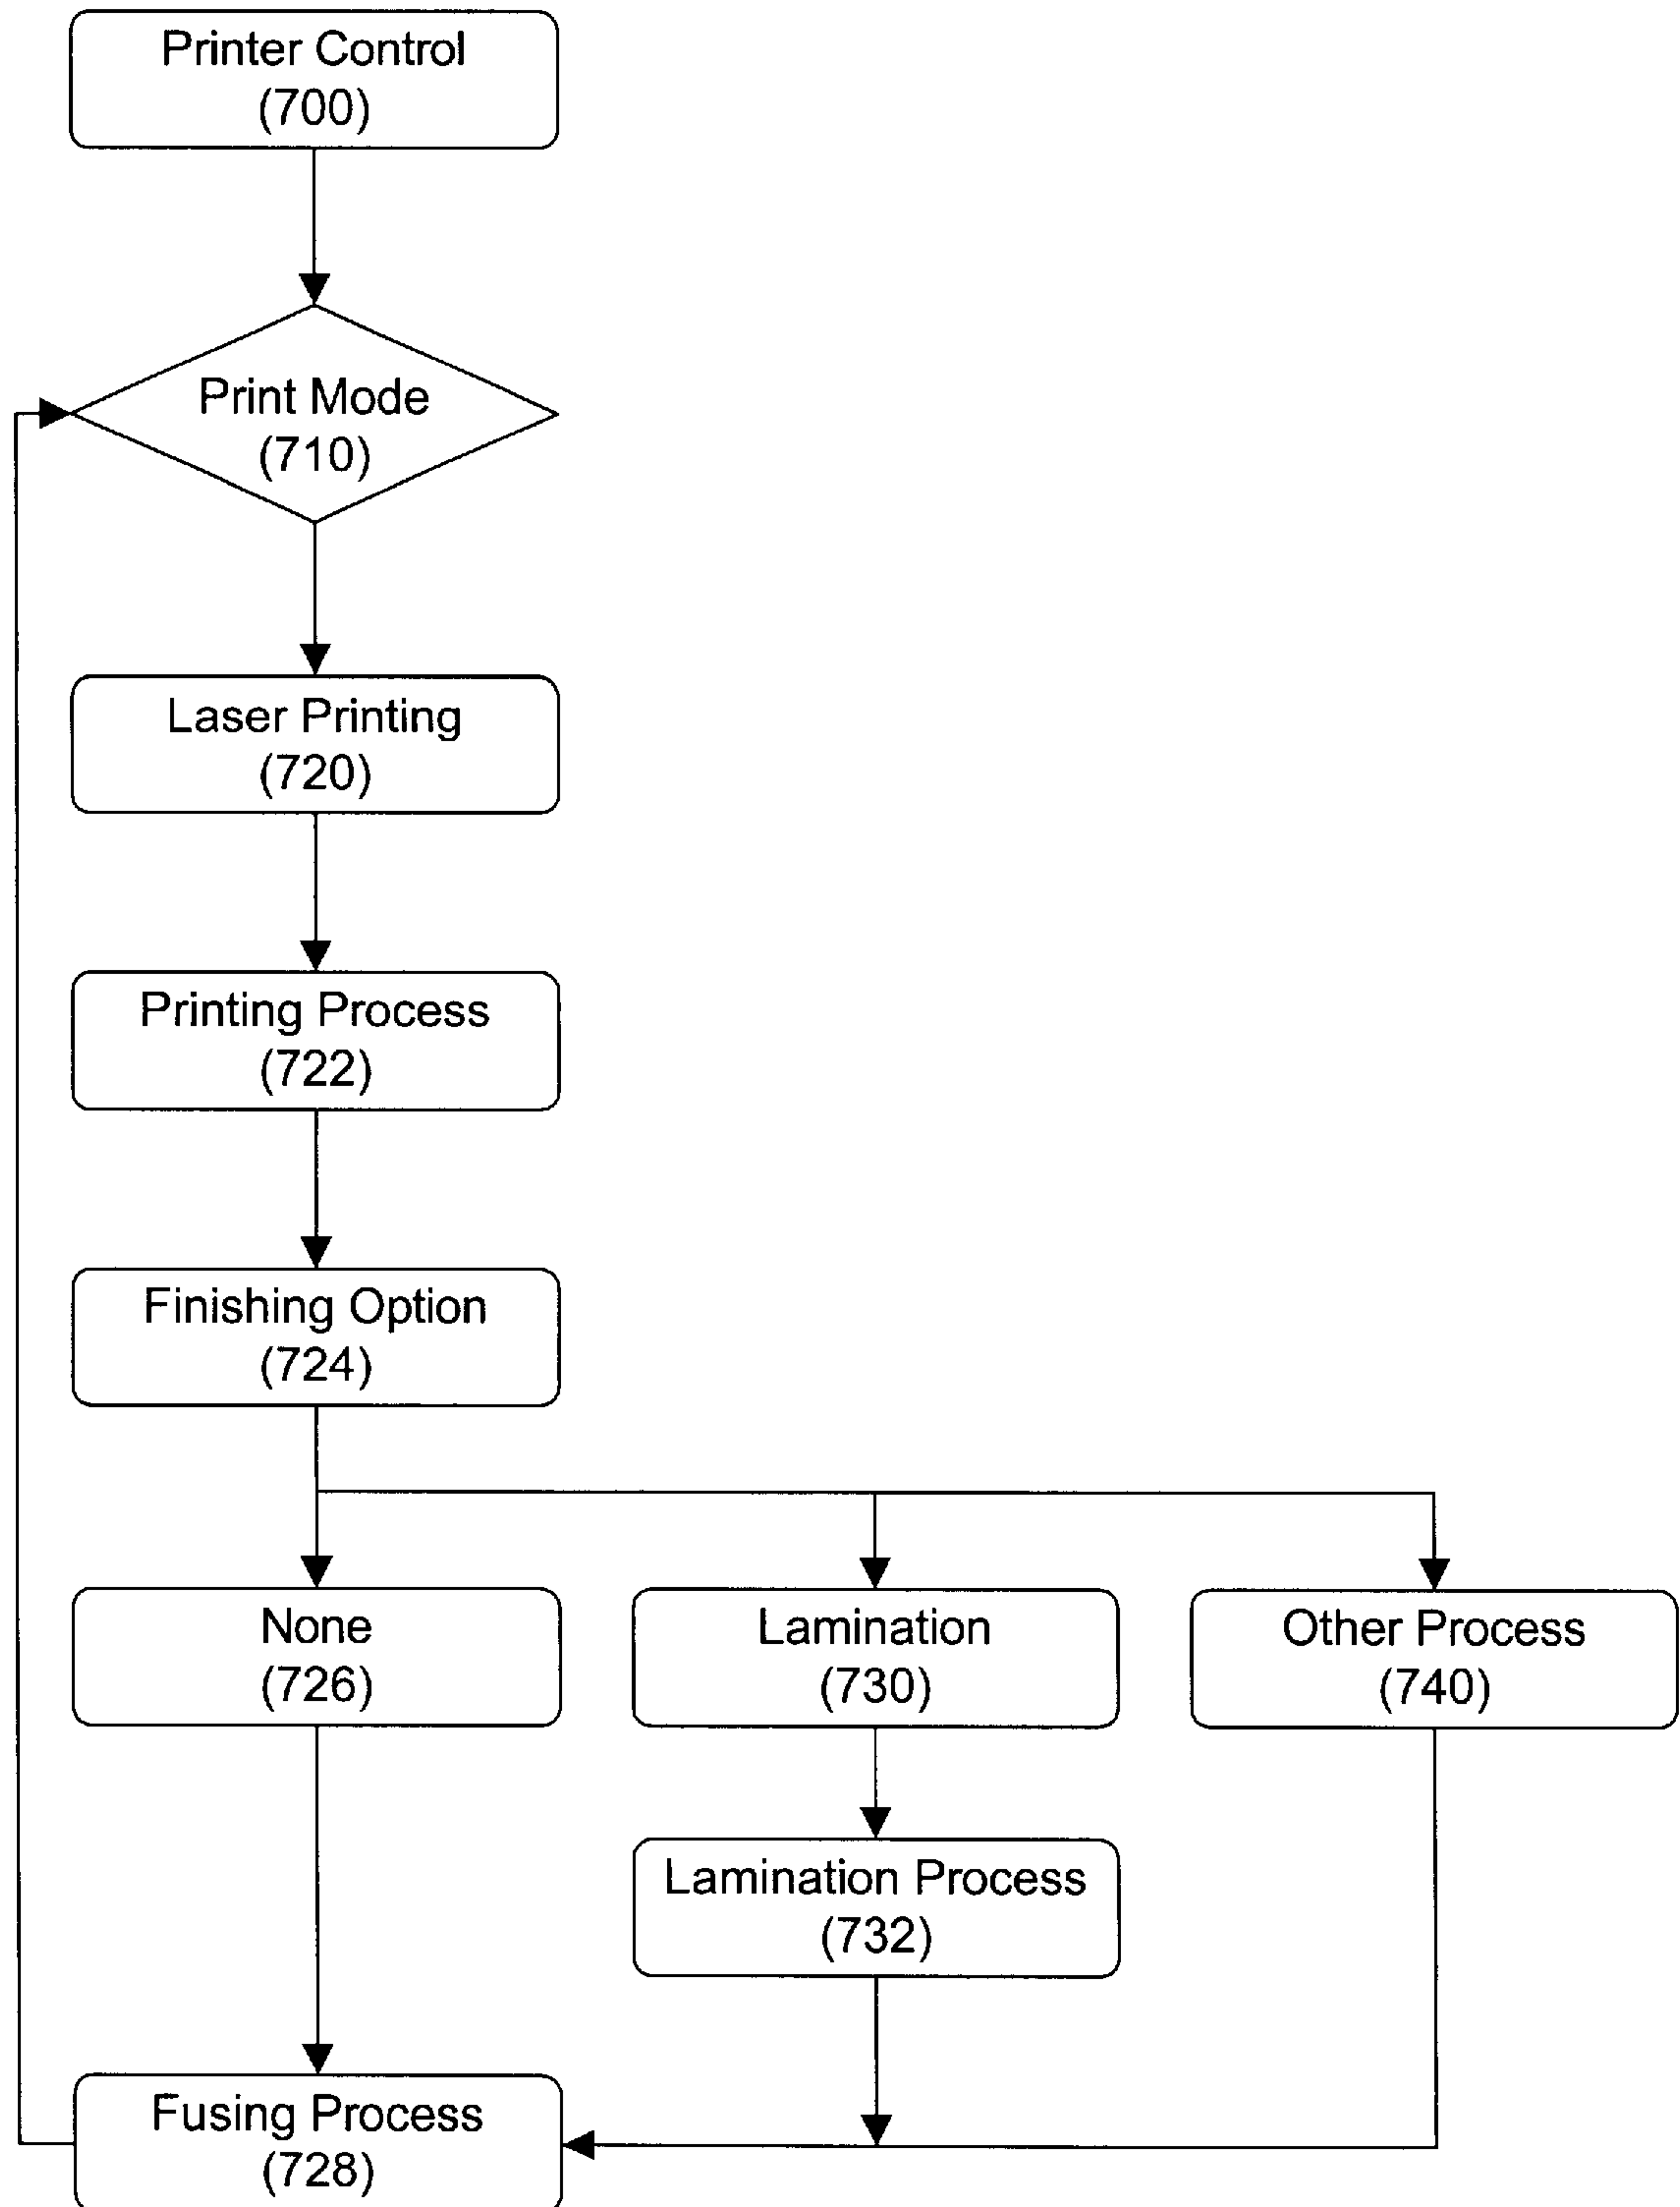 Printer Control
(700)
Print Mode
(710)
Laser Printing
(720)
Printing Process
(722)
Finishing Option
(724)
None
(726)
Lamination
(730)
Other Process
(740)
Lamination Process
(732)
Fusing Process
(728)